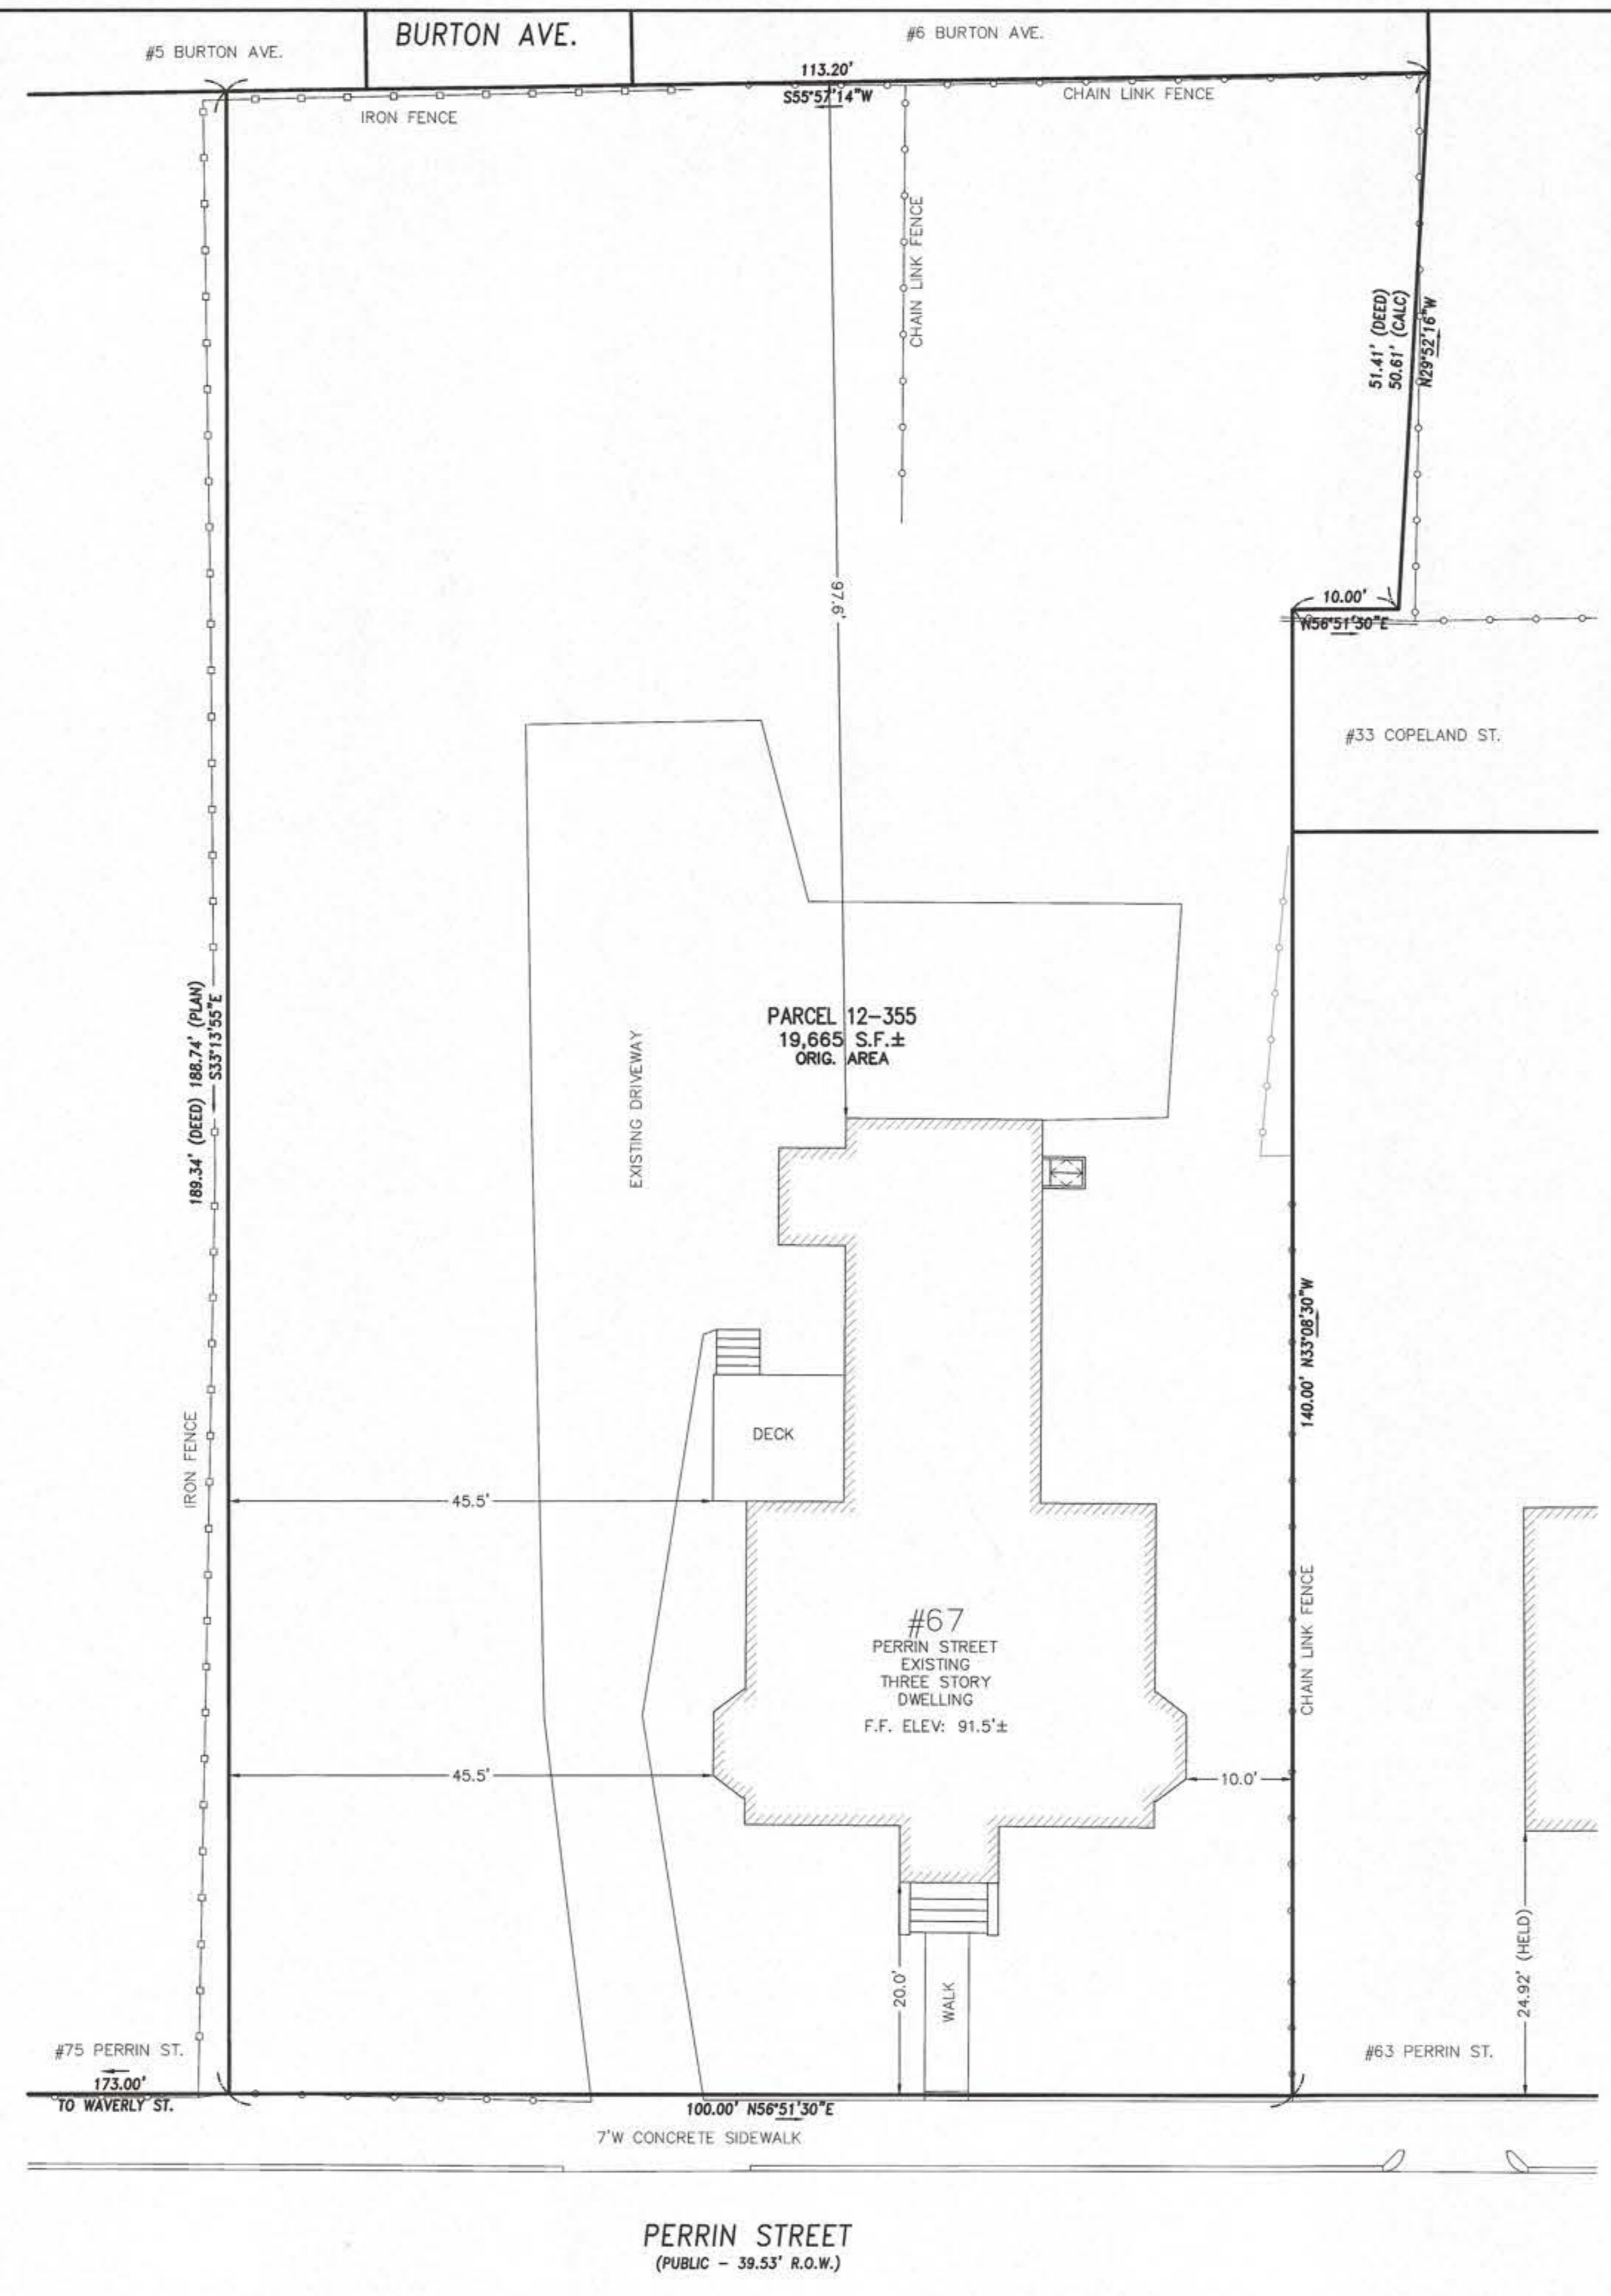 #5 BURTON AVE.
BURTON AVE.
#6 BURTON AVE.
113.20'
S55°57'14"W
IRON FENCE
CHAIN LINK FENCE
CHAIN LINK FENCE
51.41' (DEED)
50.61' (CALC)
N29°52'16"W
97.6'
10.00'
N56°51'30"E
#33 COPELAND ST.
189.34' (DEED) 188.74' (PLAN)
S33°13'55"E
EXISTING DRIVEWAY
PARCEL 12-355
19,665 S.F.±
ORIG. AREA
140.00' N33°08'30"W
IRON FENCE
DECK
45.5'
CHAIN LINK FENCE
#67
PERRIN STREET
EXISTING
THREE STORY
DWELLING
F.F. ELEV: 91.5'±
45.5'
10.0'
20.0'
WALK
24.92' (HELD)
#75 PERRIN ST.
#63 PERRIN ST.
173.00'
TO WAVERLY ST.
100.00' N56°51'30"E
7'W CONCRETE SIDEWALK
PERRIN STREET
(PUBLIC - 39.53' R.O.W.)